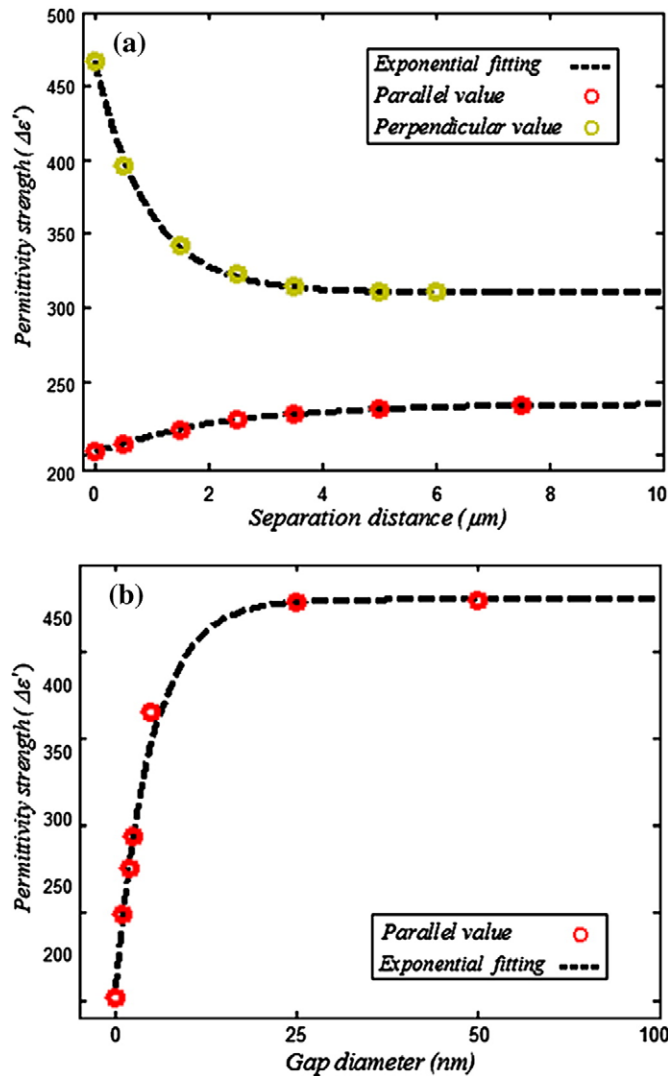 500
(a)
450
400
350
300
250
200
Permittivity strength ( Δε')
Exponential fitting
Parallel value
Perpendicular value
0 2 4 6 8 10
Separation distance ( μm)
(b)
450
400
350
300
250
200
Permittivity strength ( Δε')
Parallel value
Exponential fitting
0 25 50 100
Gap diameter (nm)